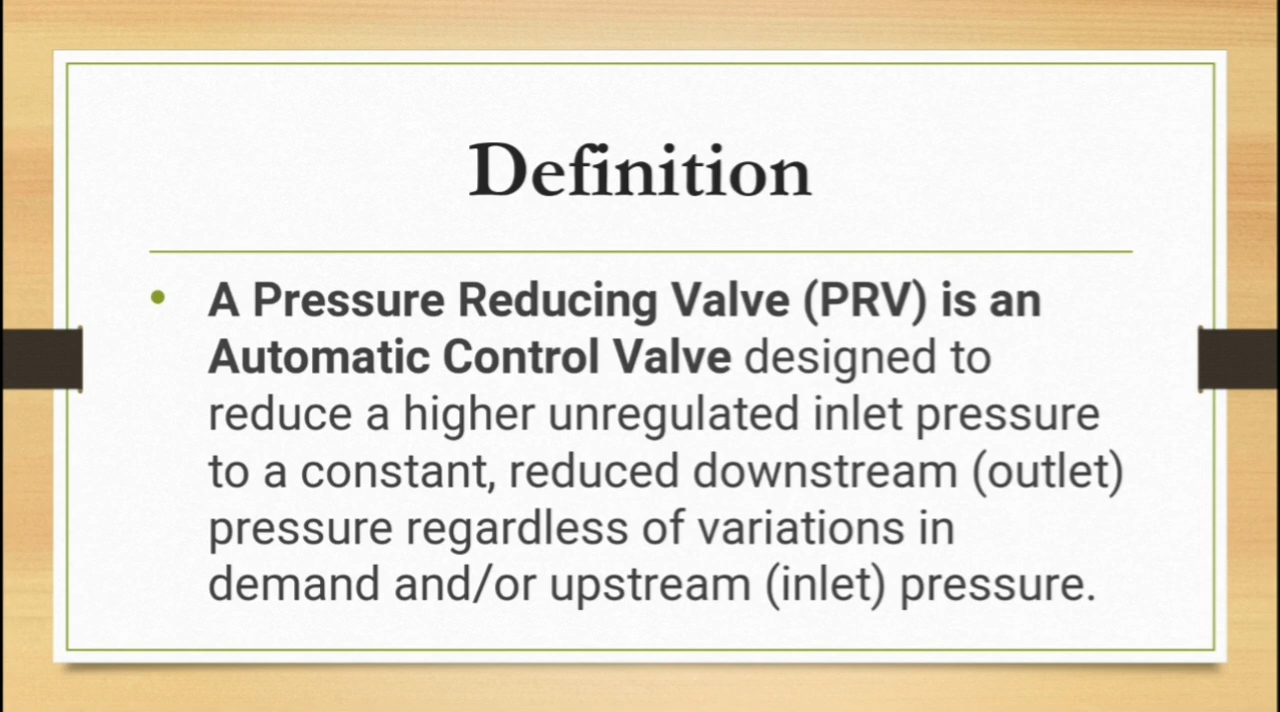 Definition
• A Pressure Reducing Valve (PRV) is an
Automatic Control Valve designed to
reduce a higher unregulated inlet pressure
to a constant, reduced downstream (outlet)
pressure regardless of variations in
demand and/or upstream (inlet) pressure.